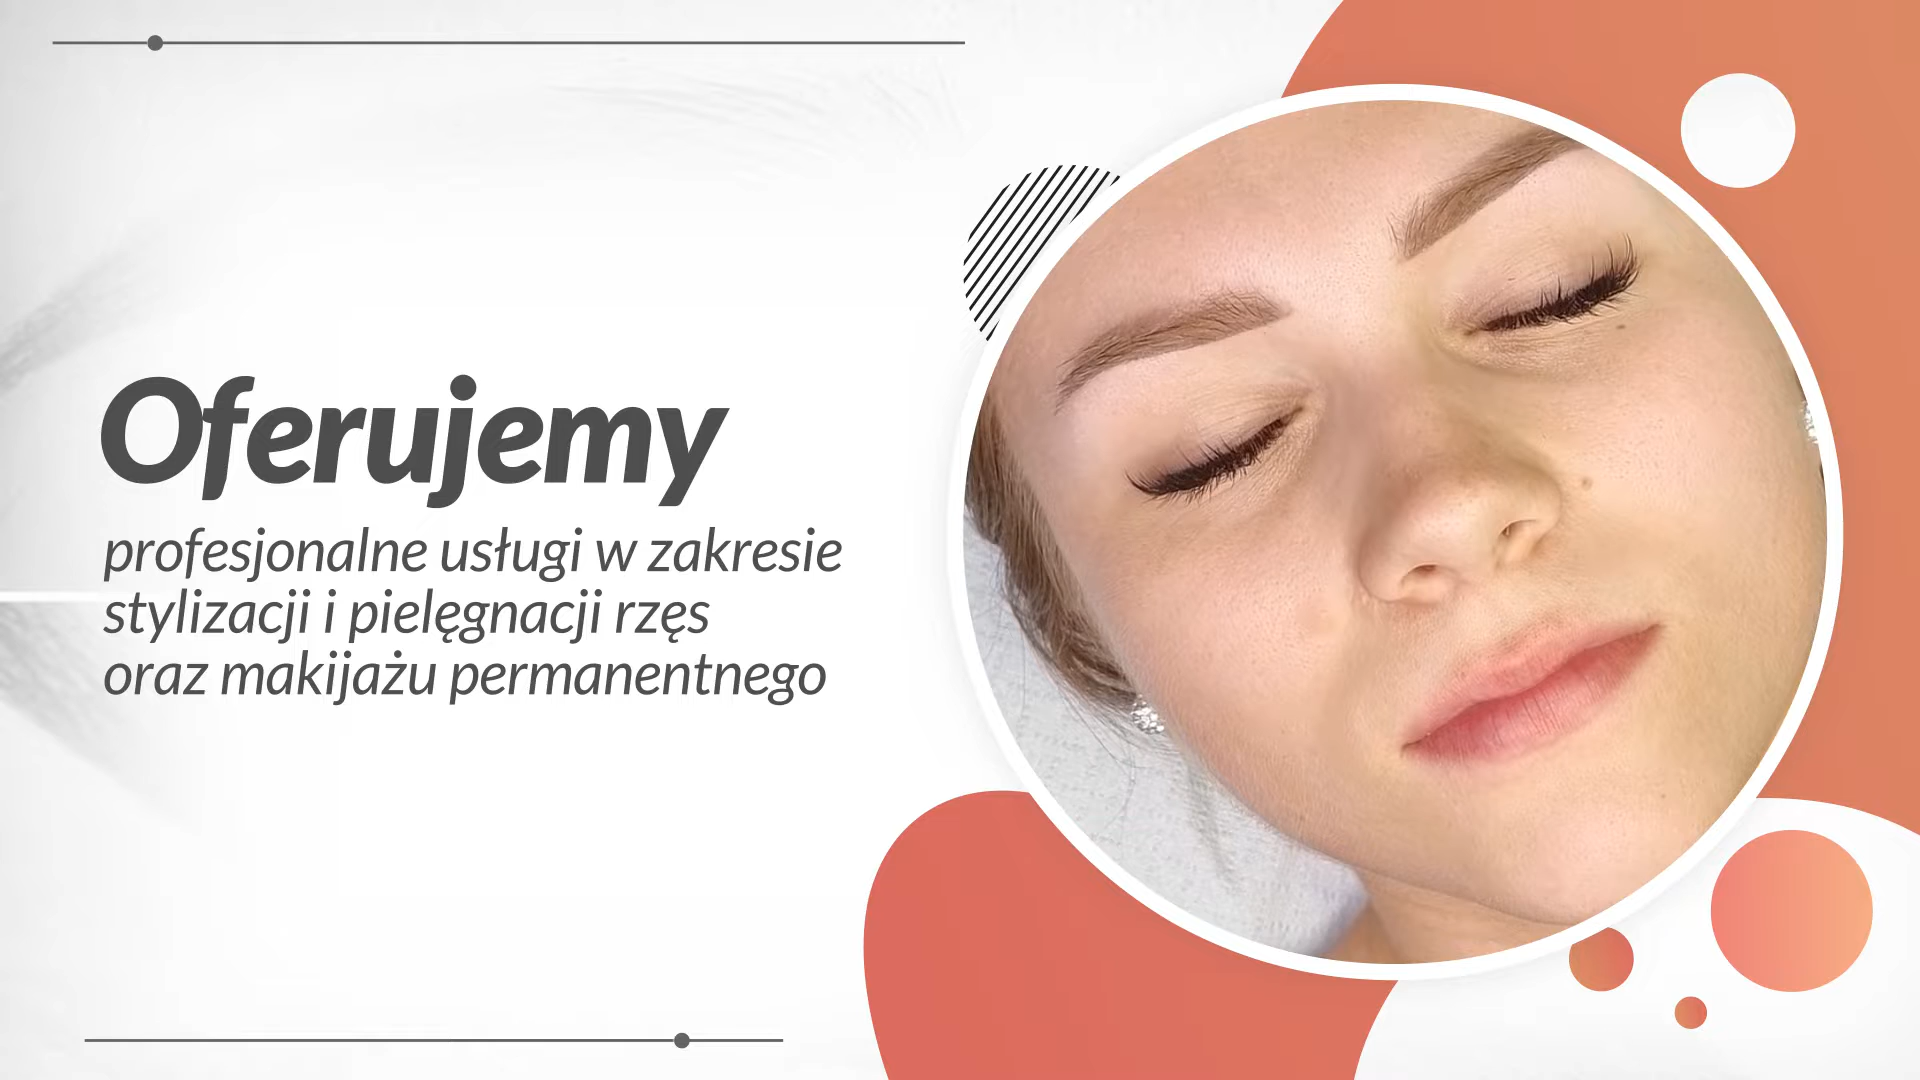 Oferujemy
profesjonalne usługi w zakresie
stylizacji i pielęgnacji rzęs
oraz makijażu permanentnego